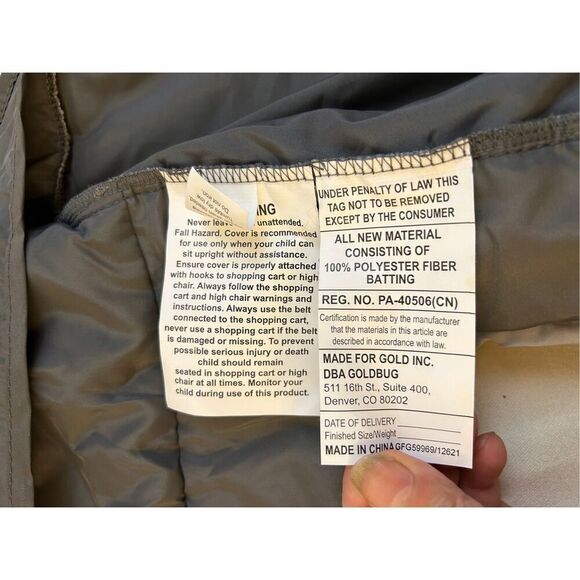 NG
Never leave unattended.
Fall Hazard. Cover is recommended
for use only when your child can
sit upright without assistance.
Ensure cover is properly attached
with hooks to shopping cart or high
chair. Always follow the shopping
cart and high chair warnings and
instructions. Always use the belt
connected to the shopping cart,
never use a shopping cart if the belt
is damaged or missing. To prevent
possible serious injury or death
child should remain
seated in shopping cart or high
chair at all times. Monitor your
child during use of this product.
UNDER PENALTY OF LAW THIS
TAG NOT TO BE REMOVED
EXCEPT BY THE CONSUMER
ALL NEW MATERIAL
CONSISTING OF
100% POLYESTER FIBER
BATTING
REG. NO. PA-40506(CN)
Certification is made by the manufacturer
that the materials in this article are
described in accordance with law.
MADE FOR GOLD INC.
DBA GOLDBUG
511 16th St., Suite 400,
Denver, CO 80202
DATE OF DELIVERY
Finished Size/Weight
MADE IN CHINA GFG59969/12621